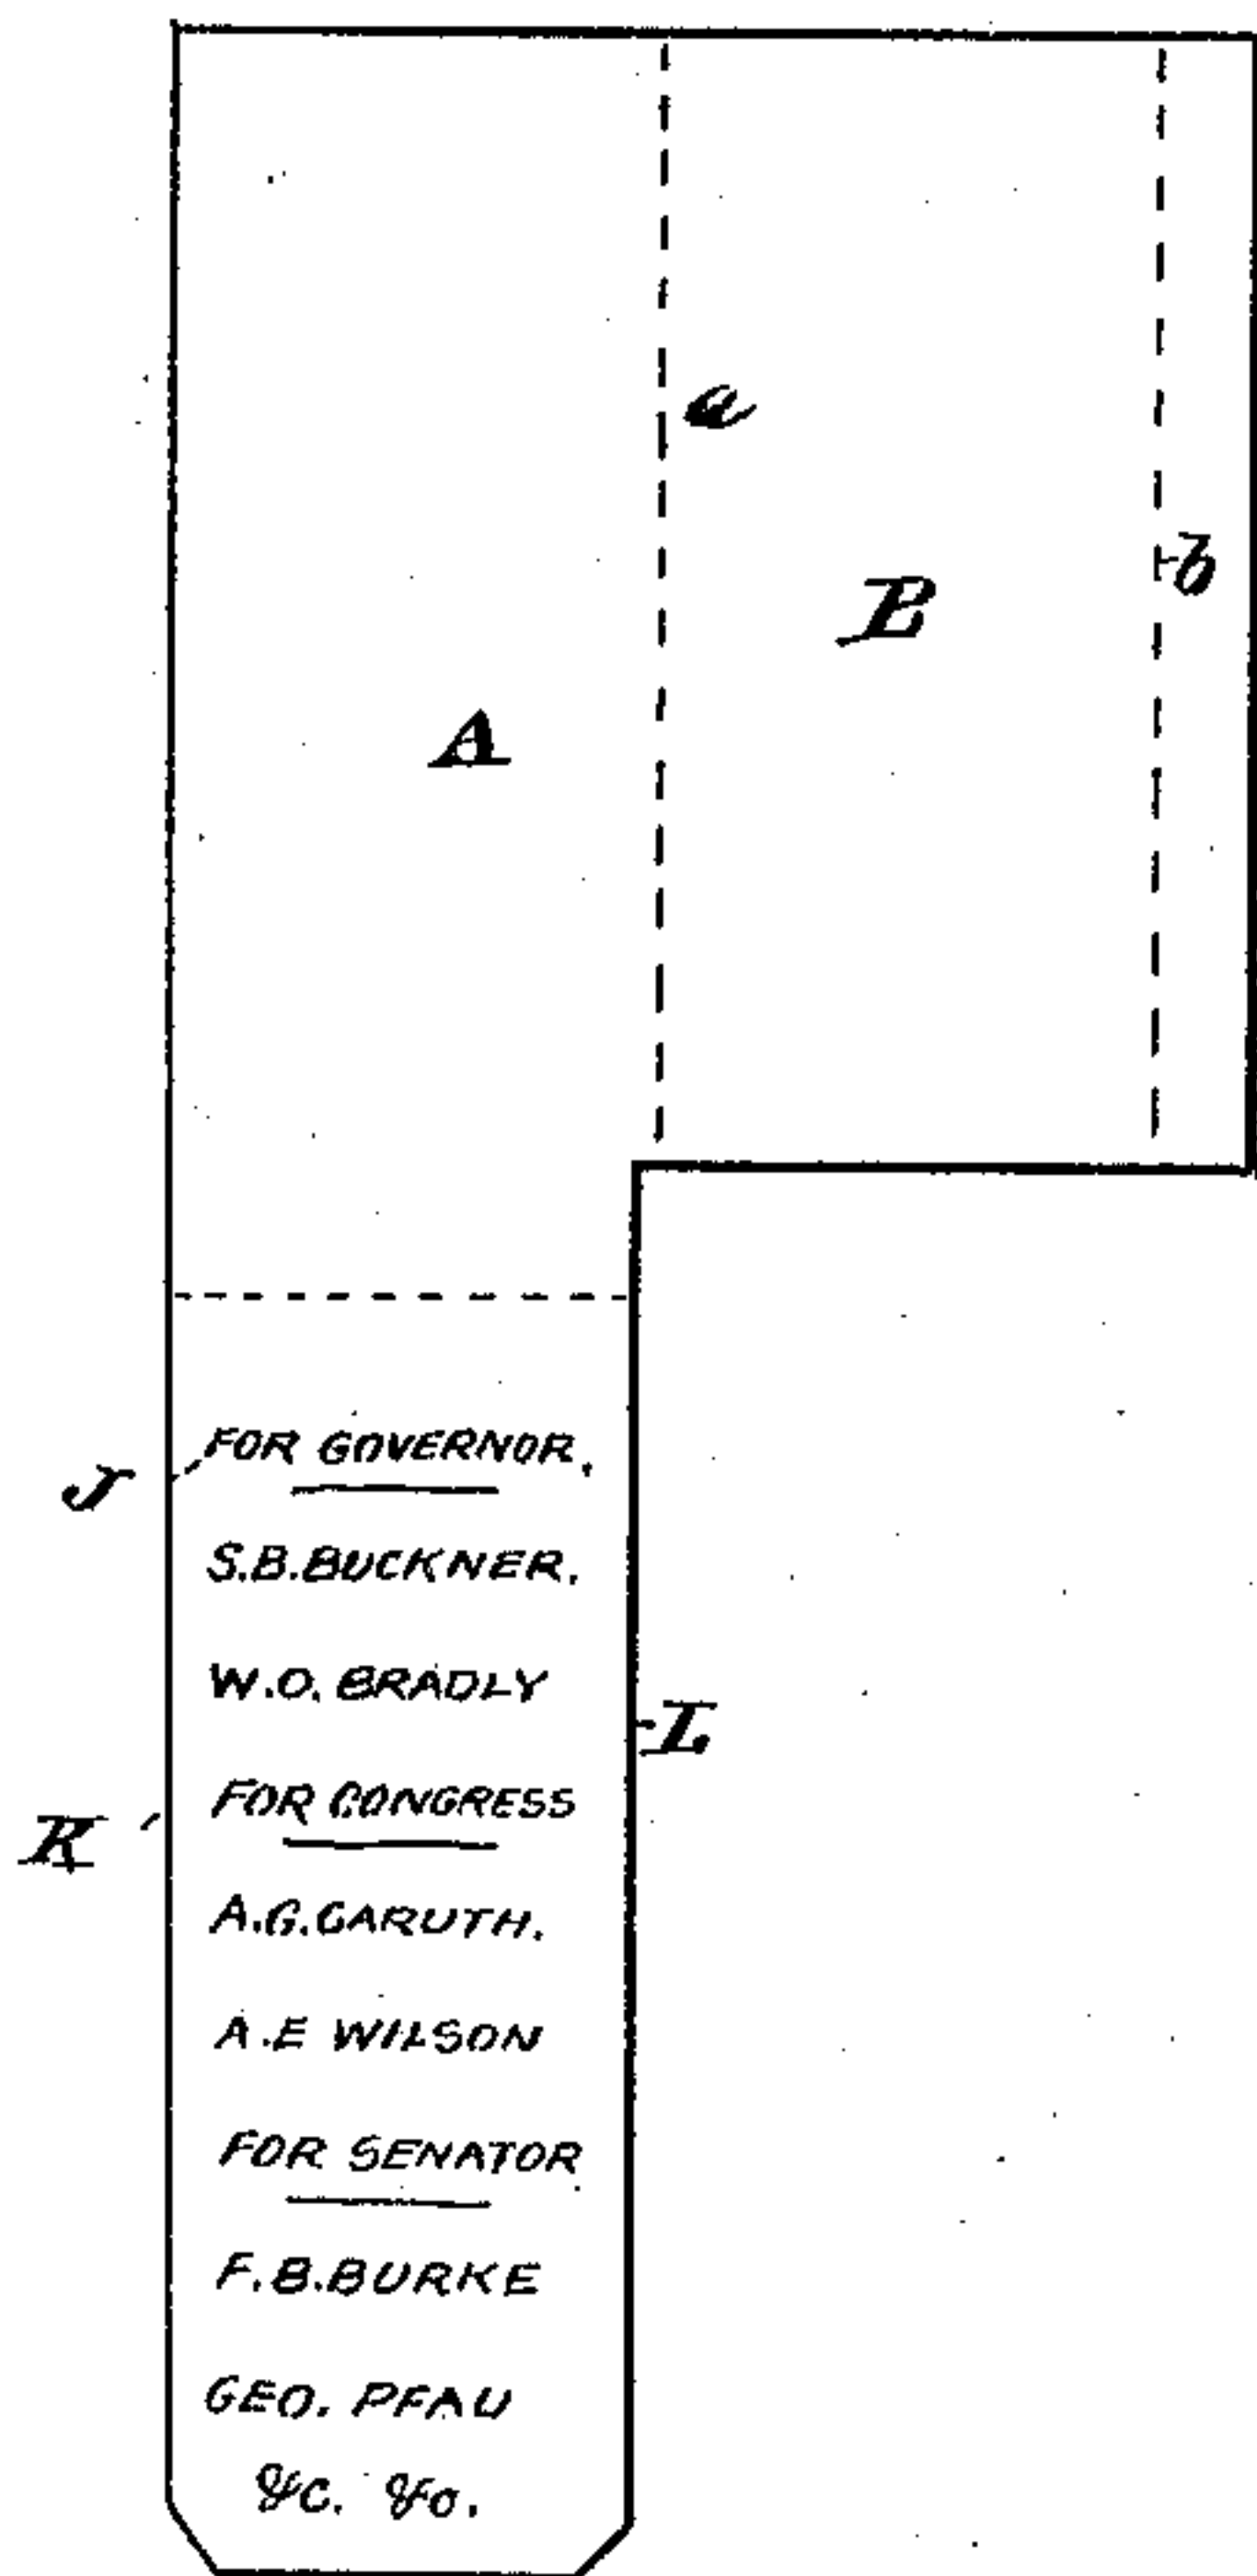 a
b
B
A
J
FOR GOVERNOR.
S.B.BUCKNER.
W.O. BRADLY
L
FOR CONGRESS
K
A.G.CARUTH.
A.E WILSON
FOR SENATOR
F.B.BURKE
GEO. PFAU
&c. &c.